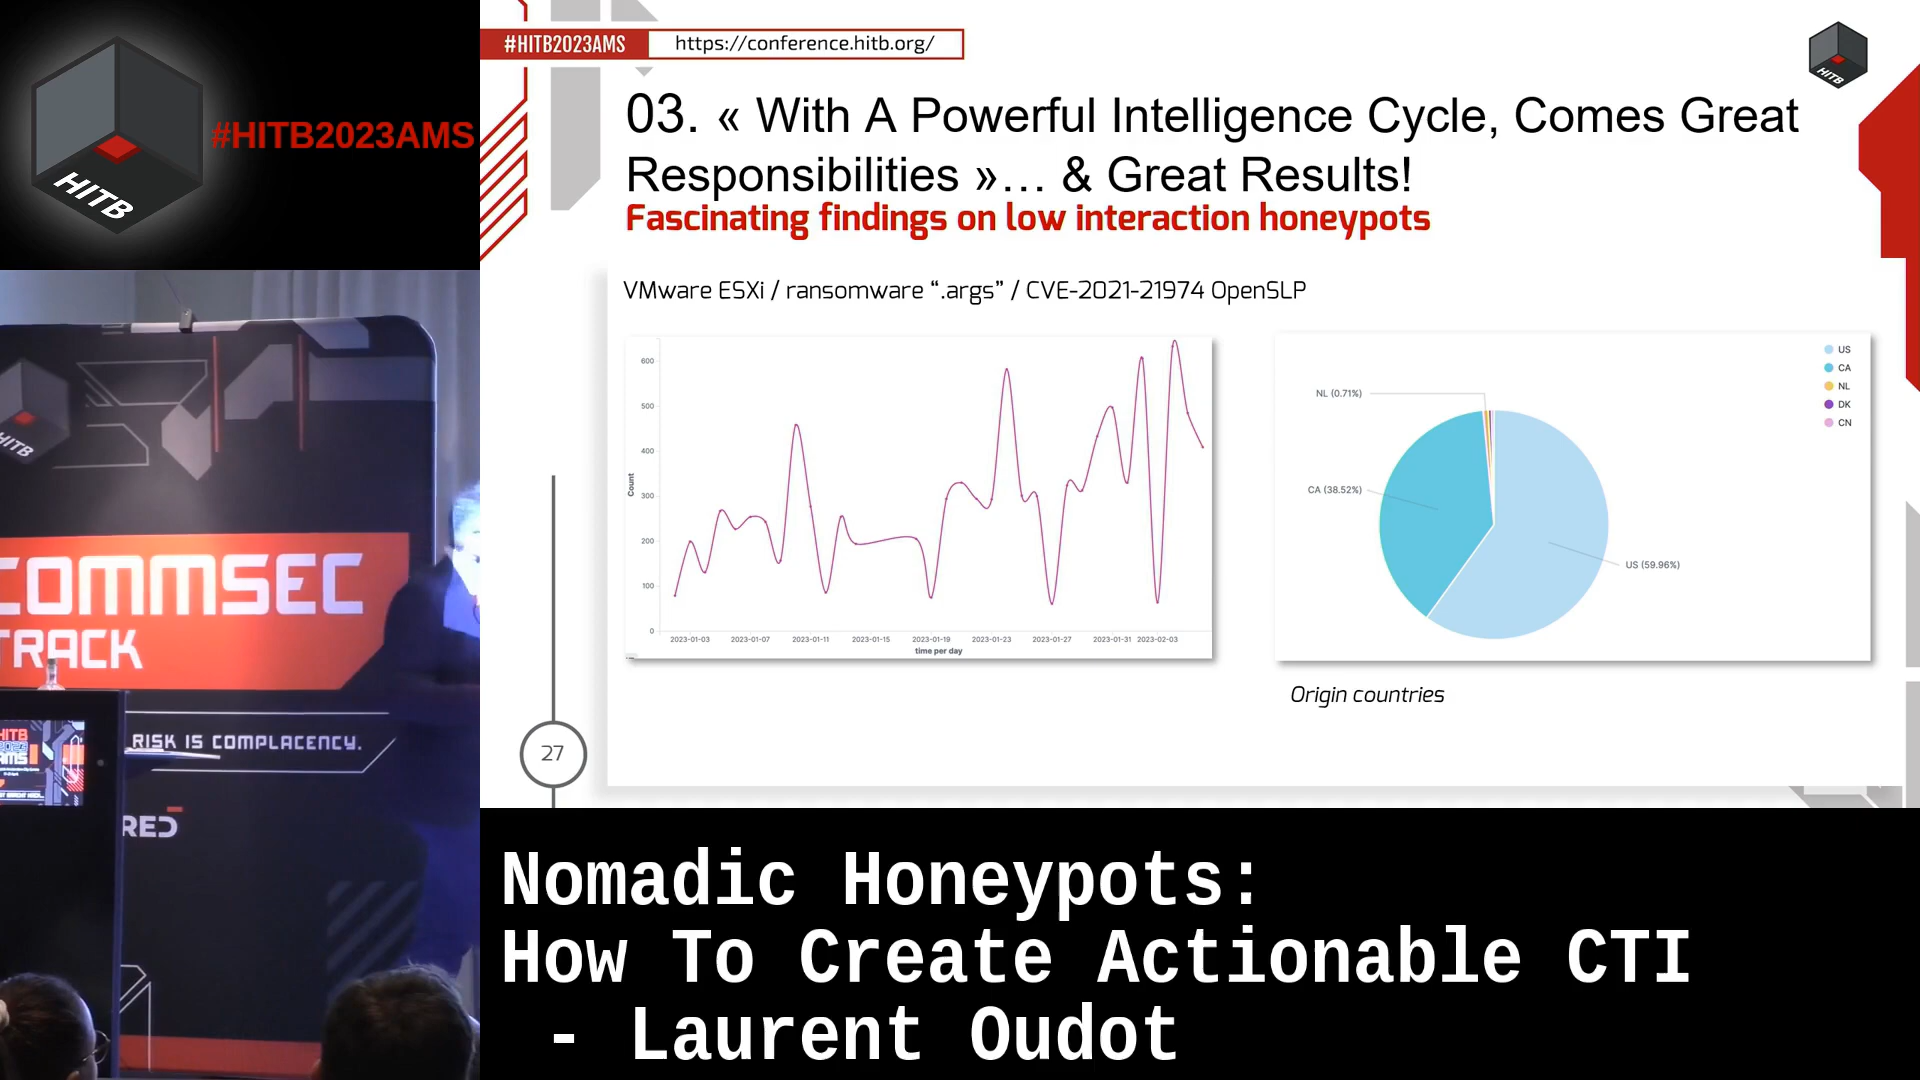 HITB
#HITB2023AMS
#HITB2023AMS
https://conference.hitb.org/
HITB
03. « With A Powerful Intelligence Cycle, Comes Great
Responsibilities »… & Great Results!
Fascinating findings on low interaction honeypots
VMware ESXi / ransomware “.args” / CVE-2021-21974 OpenSLP
Count
600
500
400
300
200
100
0
2023-01-03 2023-01-07 2023-01-11 2023-01-15 2023-01-19 2023-01-23 2023-01-27 2023-01-31 2023-02-03
time per day
US
CA
NL
DK
CN
NL (0.71%)
CA (38.52%)
US (59.96%)
Origin countries
27
HITB
COMMSEC
TRACK
RISK IS COMPLACENCY.
HITB
2023
AMS
RED
Nomadic Honeypots:
How To Create Actionable CTI
- Laurent Oudot